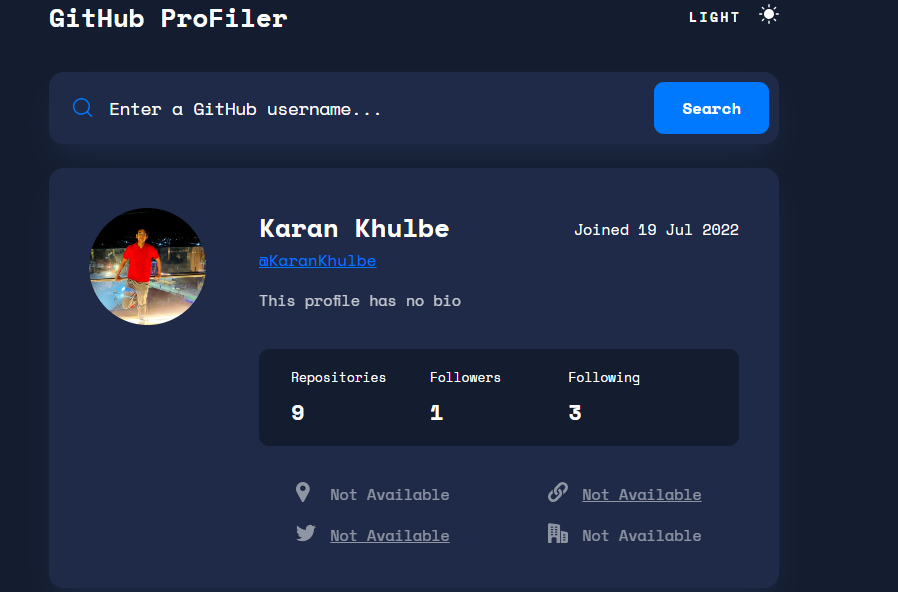 GitHub ProFiler
LIGHT
Enter a GitHub username...
Search
Karan Khulbe
Joined 19 Jul 2022
@KaranKhulbe
This profile has no bio
Repositories Followers Following
9 1 3
Not Available Not Available
Not Available Not Available